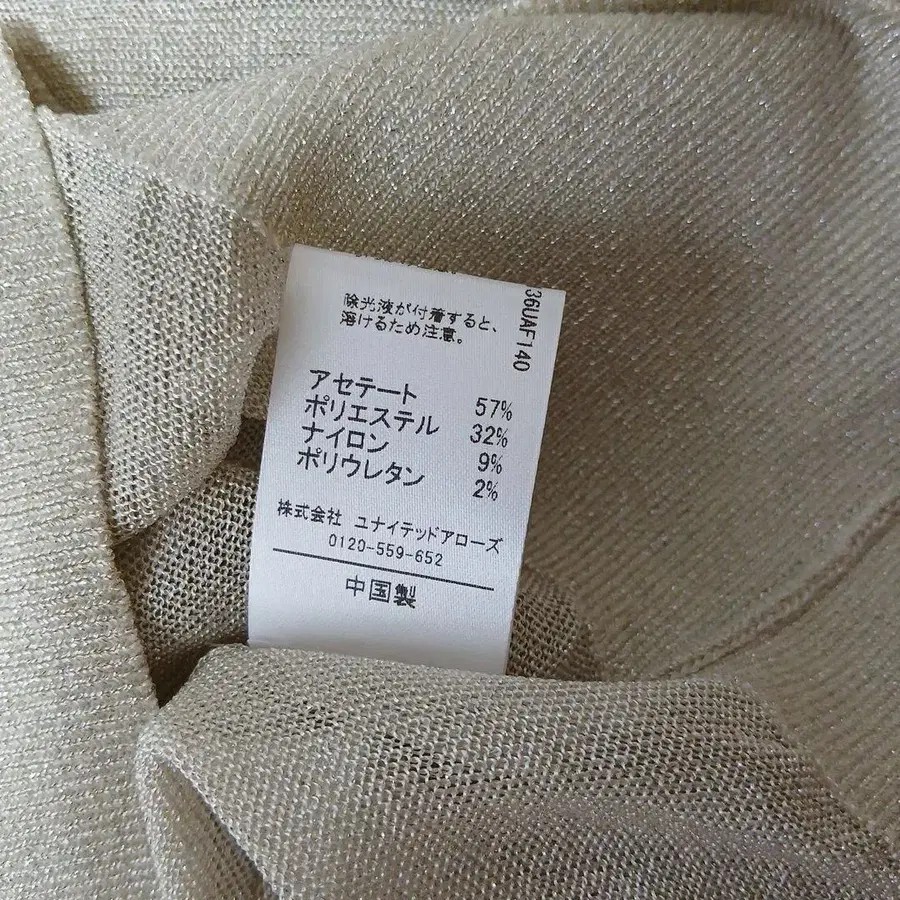 除光液が付着すると、
溶けるため注意。
36UAF140
アセテート 57%
ポリエステル 32%
ナイロン 9%
ポリウレタン 2%
株式会社 ユナイテッドアローズ
0120-559-652
中国製